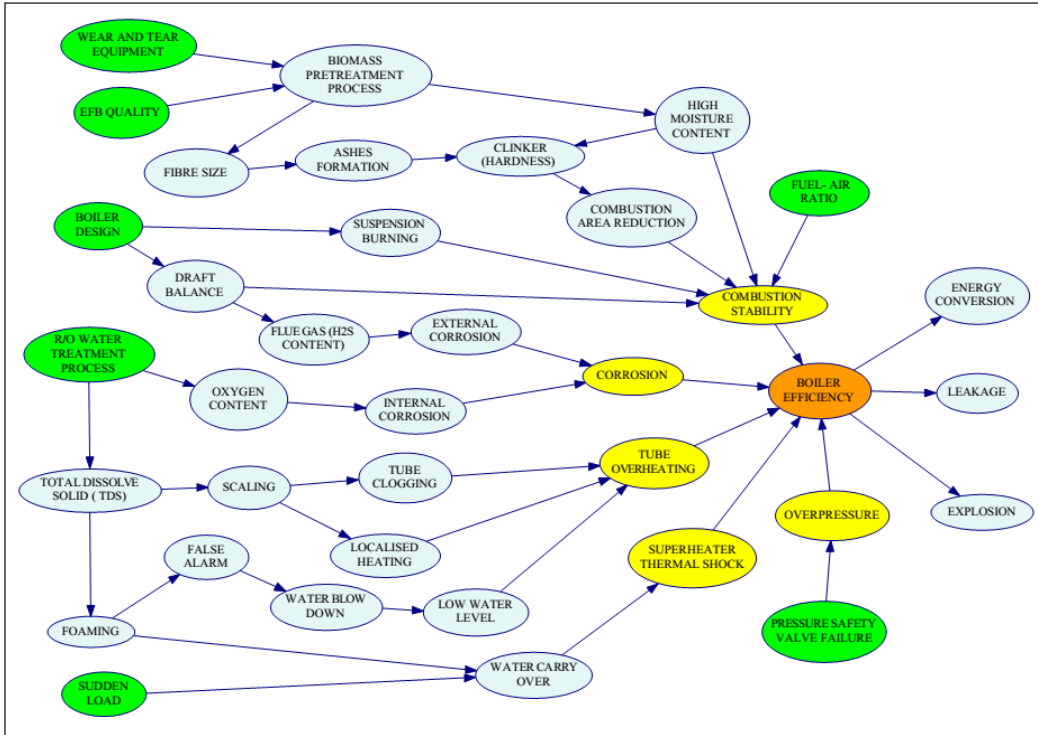 WEAR AND TEAR
EQUIPMENT
BIOMASS
PRETREATMENT
PROCESS
EFB QUALITY
HIGH
MOISTURE
CONTENT
FIBRE SIZE
ASHES
FORMATION
CLINKER
(HARDNESS)
FUEL- AIR
RATIO
BOILER
DESIGN
SUSPENSION
BURNING
COMBUSTION
AREA REDUCTION
DRAFT
BALANCE
COMBUSTION
STABILITY
ENERGY
CONVERSION
FLUE GAS (H2S
CONTENT)
EXTERNAL
CORROSION
R/O WATER
TREATMENT
PROCESS
OXYGEN
CONTENT
INTERNAL
CORROSION
CORROSION
BOILER
EFFICIENCY
LEAKAGE
TOTAL DISSOLVE
SOLID ( TDS)
SCALING
TUBE
CLOGGING
TUBE
OVERHEATING
OVERPRESSURE
EXPLOSION
FALSE
ALARM
LOCALISED
HEATING
SUPERHEATER
THERMAL SHOCK
FOAMING
WATER BLOW
DOWN
LOW WATER
LEVEL
PRESSURE SAFETY
VALVE FAILURE
SUDDEN
LOAD
WATER CARRY
OVER